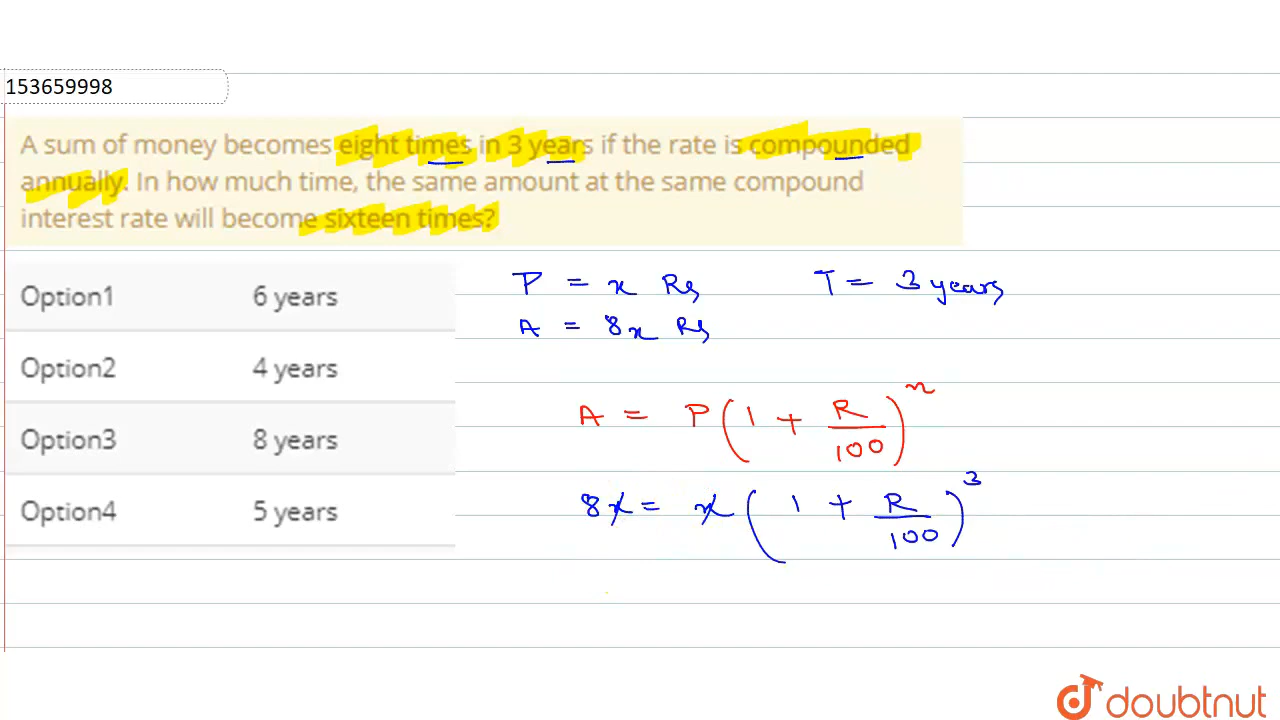 153659998
A sum of money becomes eight times in 3 years if the rate is compounded
annually. In how much time, the same amount at the same compound
interest rate will become sixteen times?
Option1 6 years
Option2 4 years
Option3 8 years
Option4 5 years
P = x Rs T = 3 years
A = 8x Rs
A = P(1 + R/100)^n
8x = x(1 + R/100)^3
doubtnut